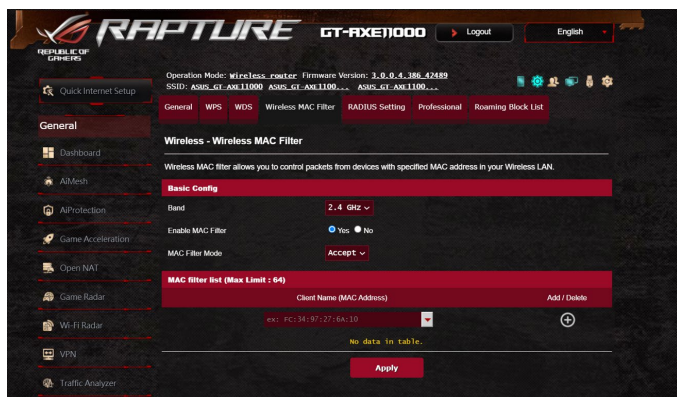 RAPTURE GT-AXE11000 Logout English
REPUBLIC OF
GAMERS
Operation Mode: Wireless router Firmware Version: 3.0.0.4.386_42489
SSID: ASUS_GT-AXE11000 ASUS_GT-AXE1100... ASUS_GT-AXE1100...
Quick Internet Setup
General WPS WDS Wireless MAC Filter RADIUS Setting Professional Roaming Block List
General
Wireless - Wireless MAC Filter
Dashboard
Wireless MAC filter allows you to control packets from devices with specified MAC address in your Wireless LAN.
AiMesh
Basic Config
AiProtection
Band 2.4 GHz
Enable MAC Filter Yes No
Game Acceleration
MAC Filter Mode Accept
Open NAT
MAC filter list (Max Limit : 64)
Game Radar
Client Name (MAC Address) Add / Delete
Wi-Fi Radar
ex: FC:34:97:27:6A:10
No data in table.
VPN
Apply
Traffic Analyzer